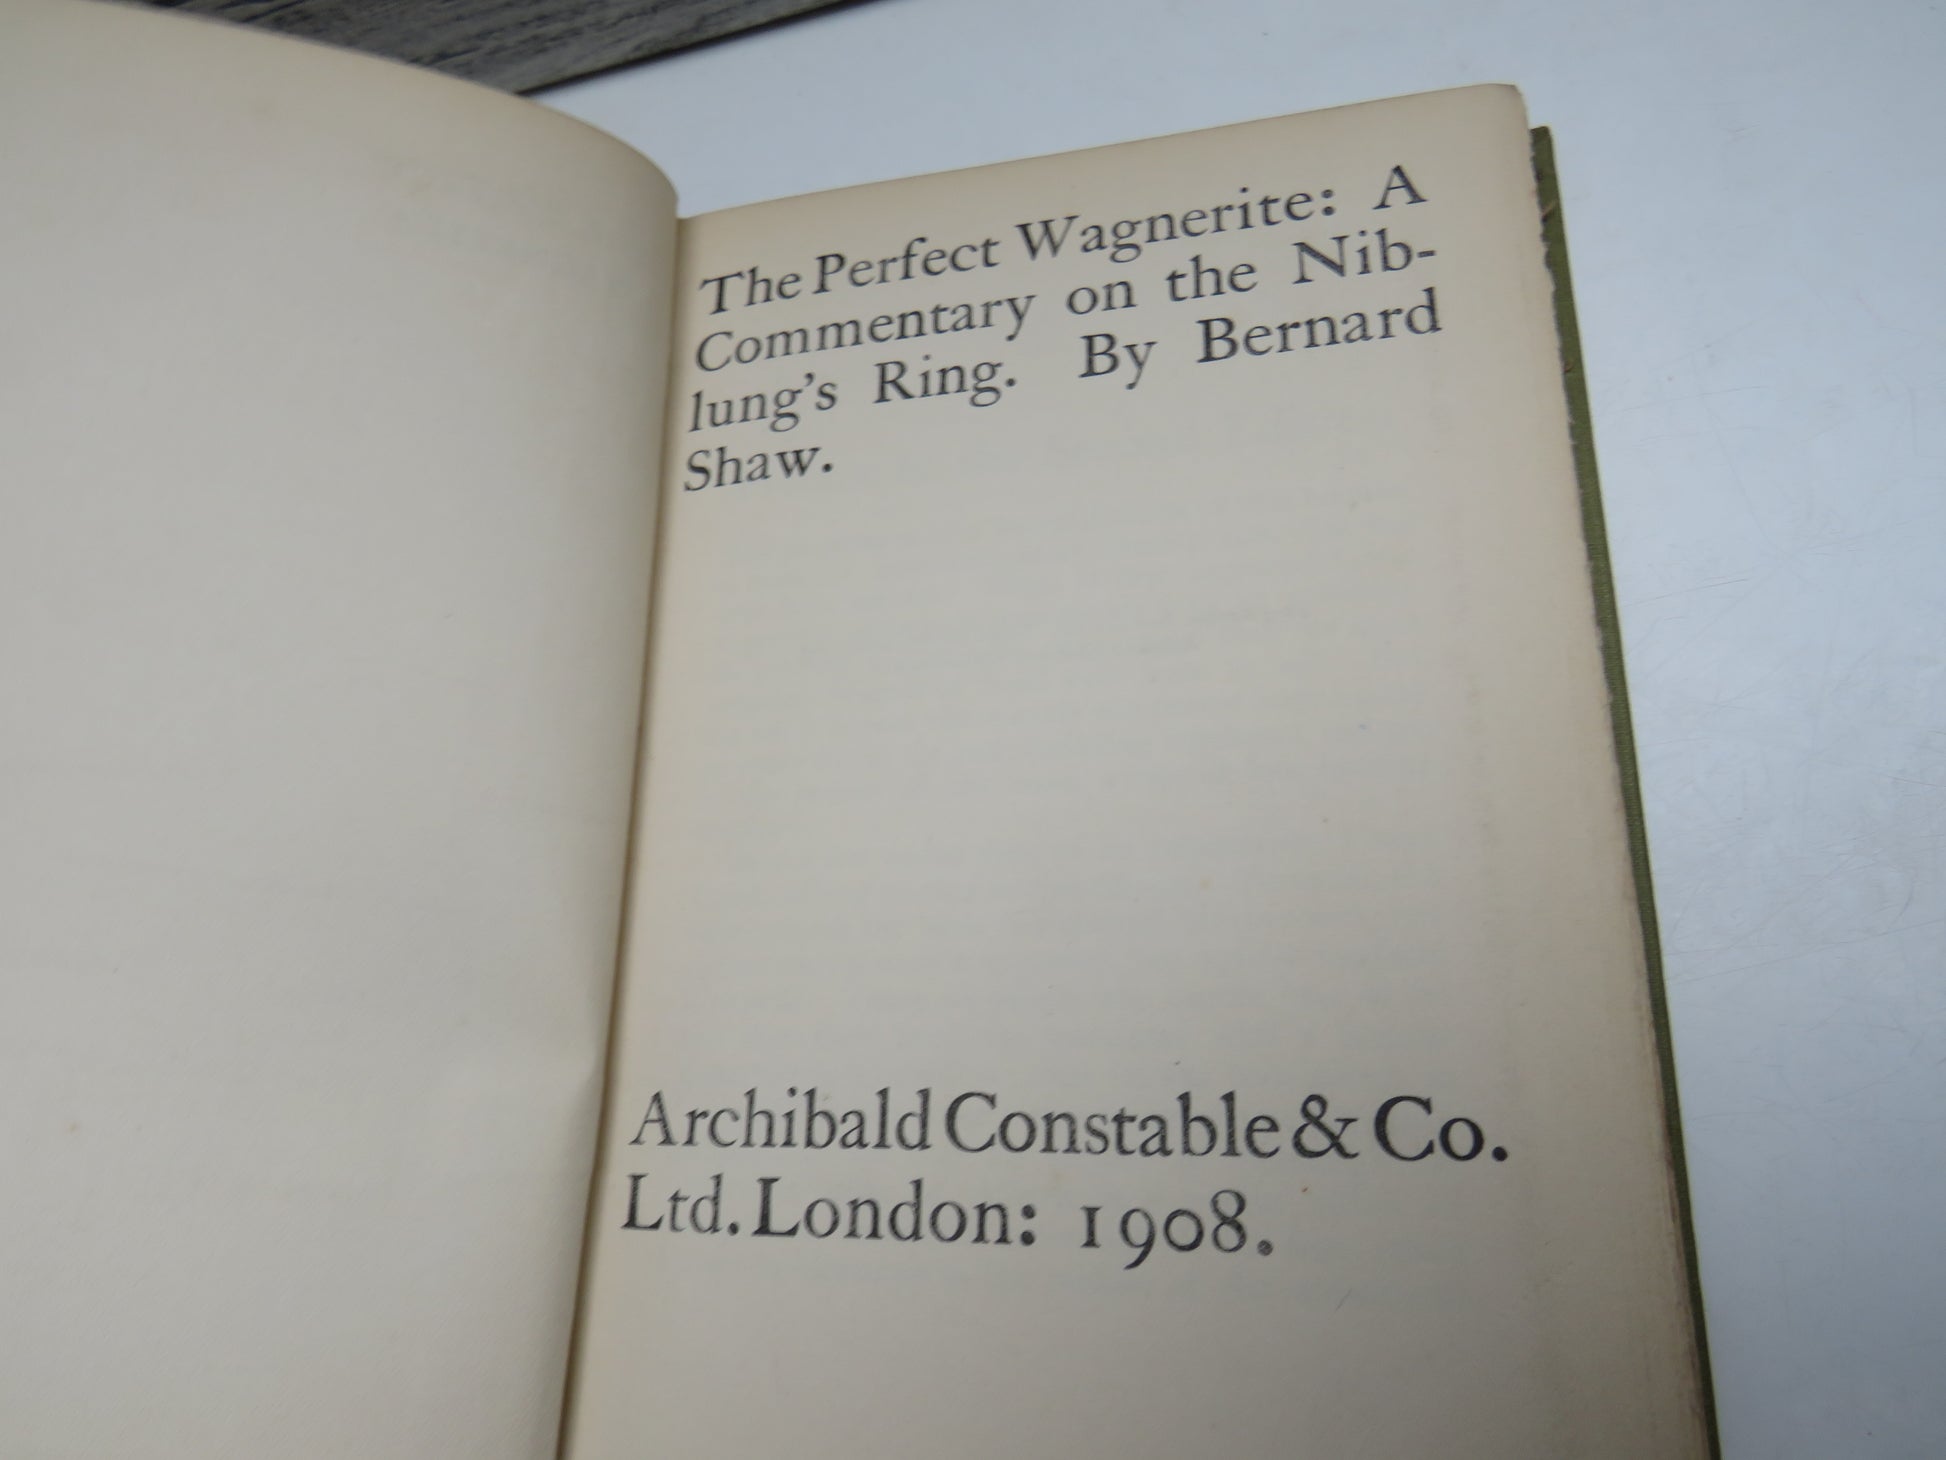 The Perfect Wagnerite: A
Commentary on the Nib-
lung's Ring. By Bernard
Shaw.
Archibald Constable & Co.
Ltd. London: 1908.